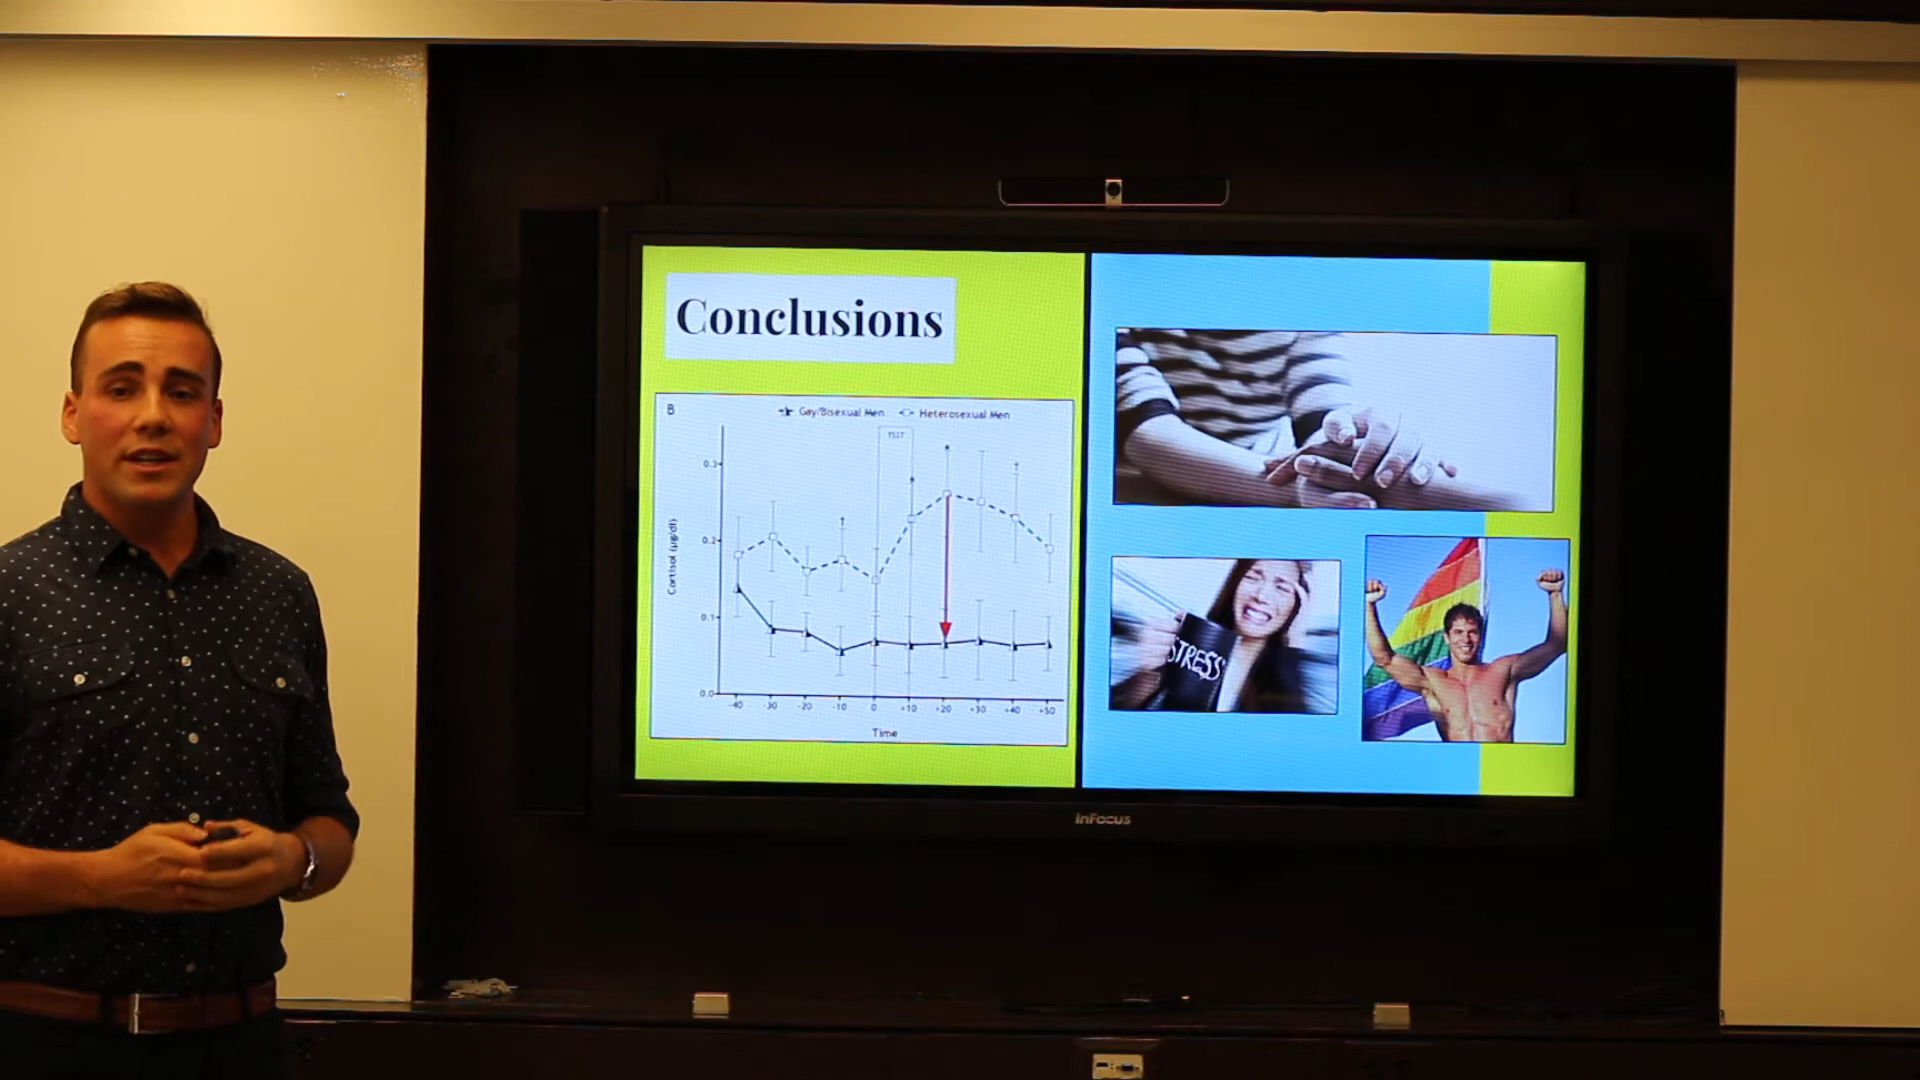 Conclusions
B
Gay/Bisexual Men
Heterosexual Men
TSST
0.3
0.2
0.1
0.0
Cortisol (µg/dl)
-40 -30 -20 -10 0 +10 +20 +30 +40 +50
Time
STRESS
InFocus